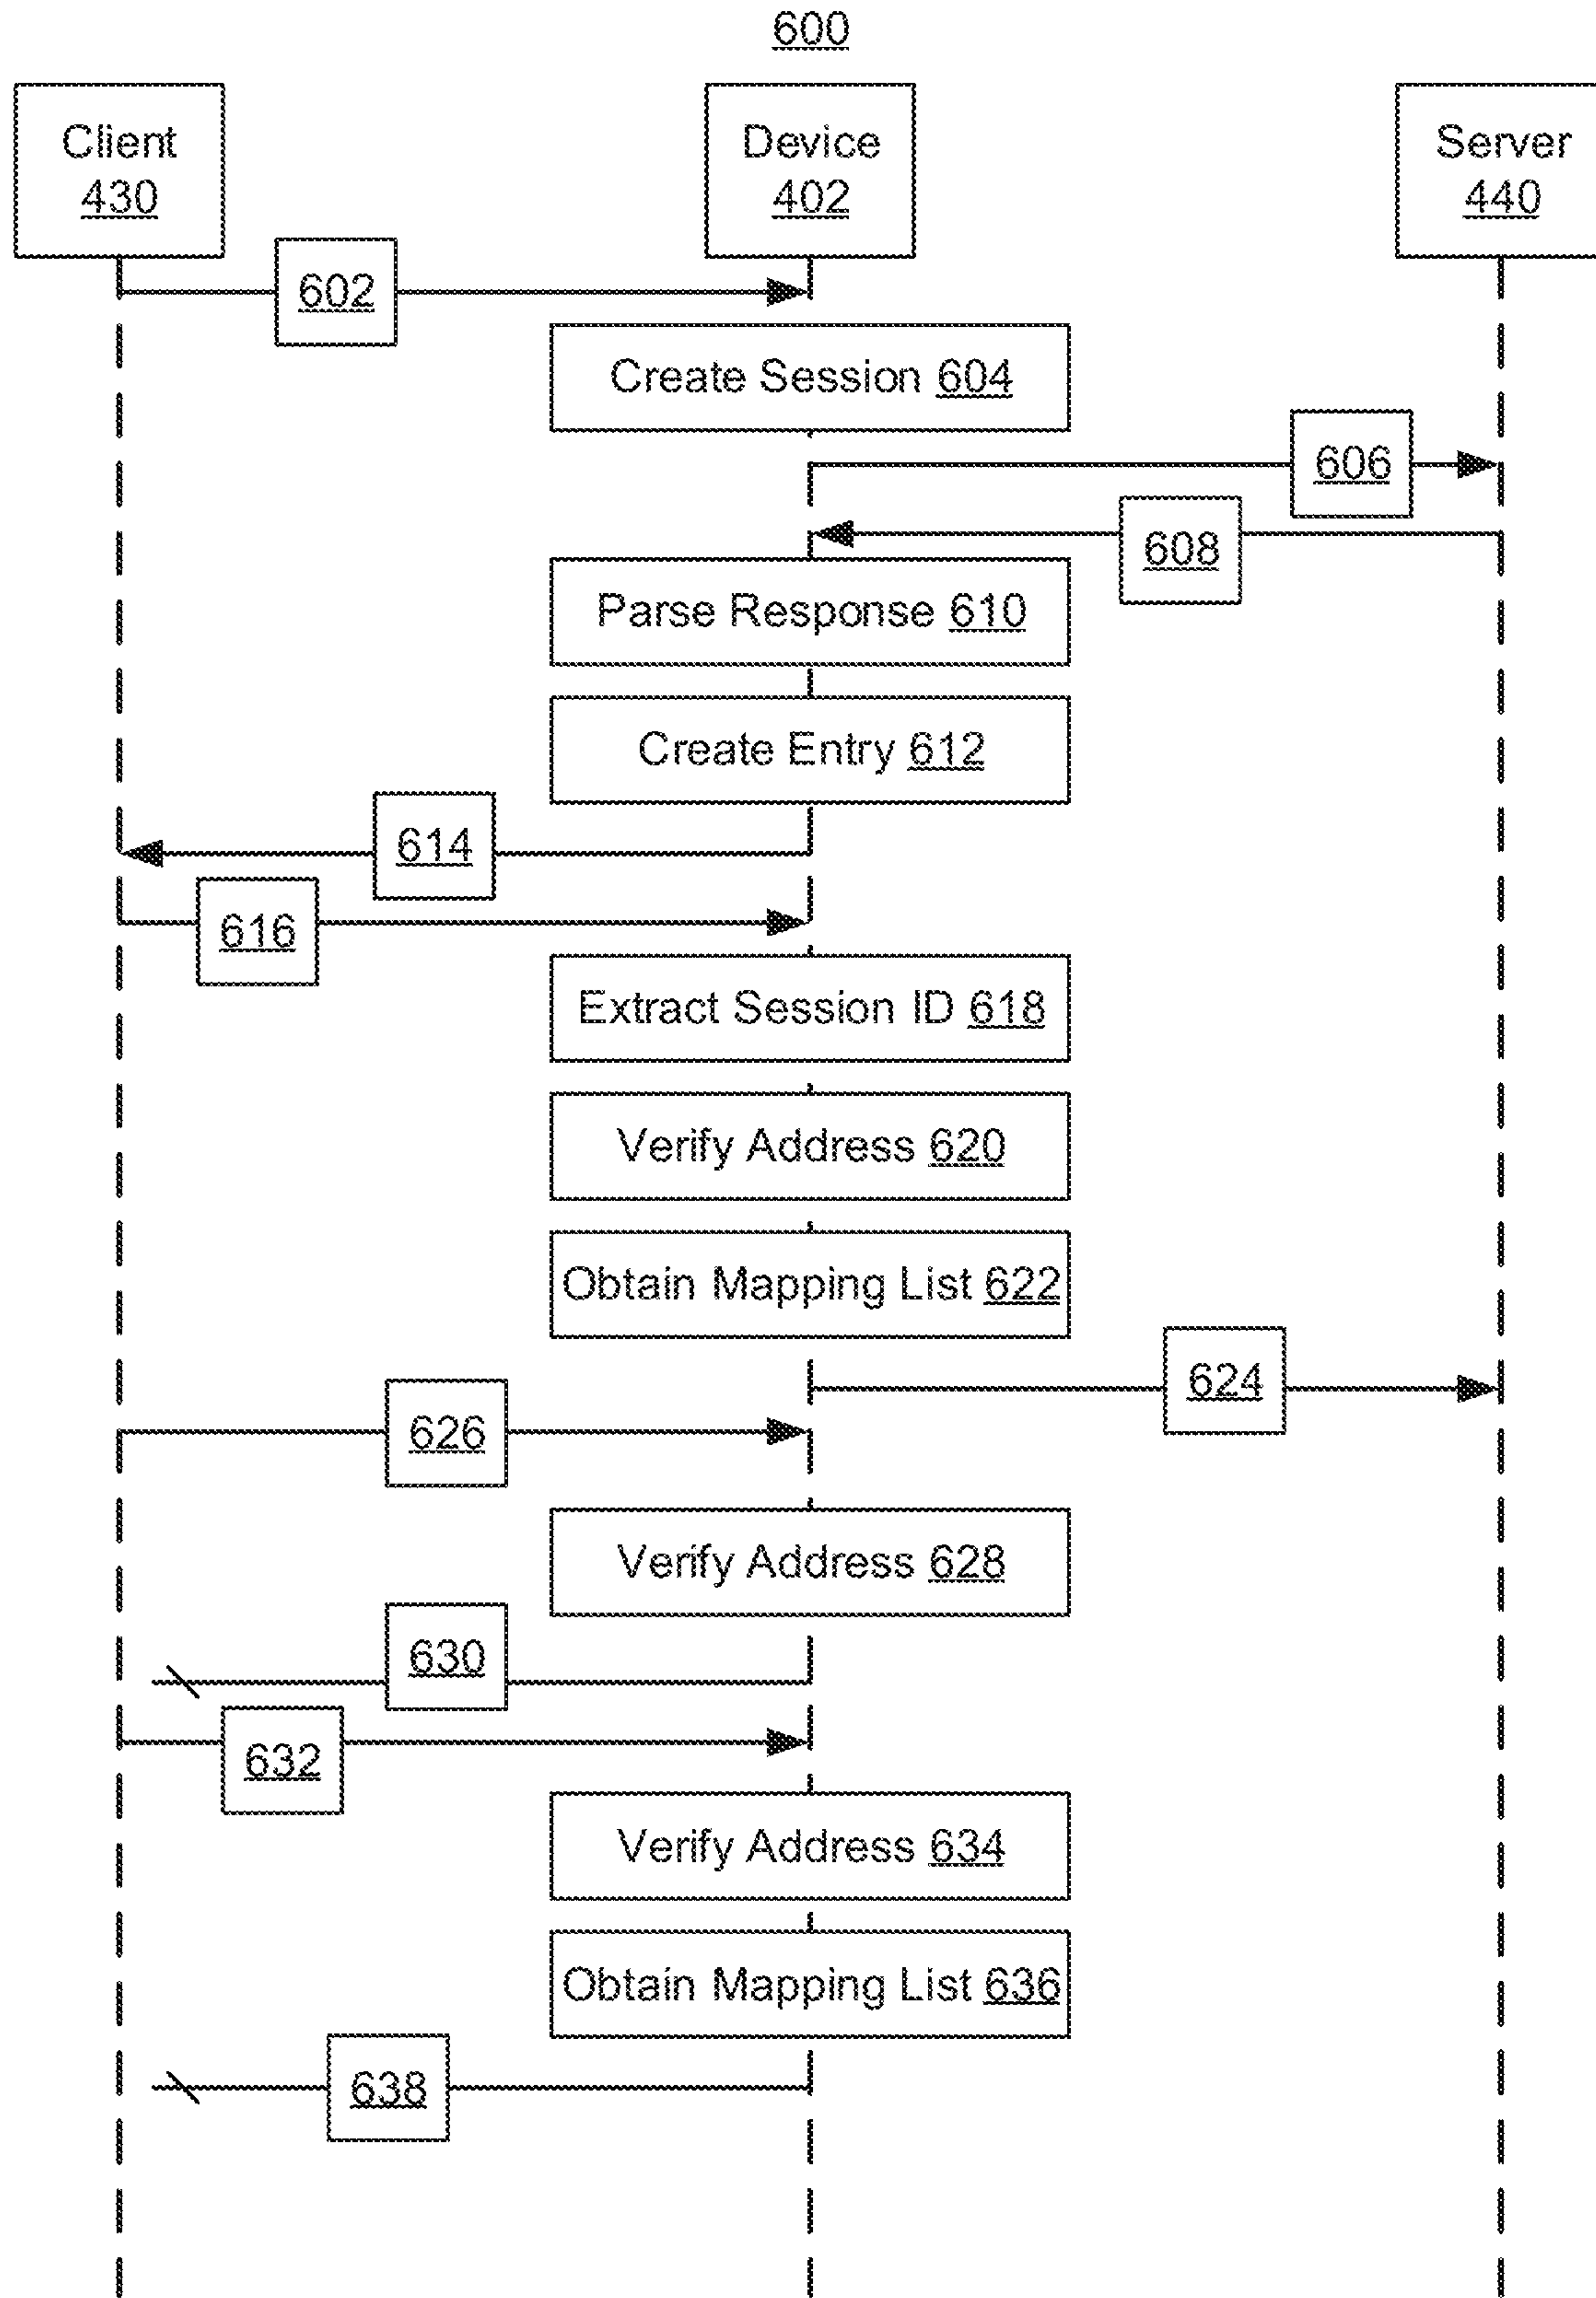 600
Client
430
Device
402
Server
440
602
Create Session 604
606
608
Parse Response 610
Create Entry 612
614
616
Extract Session ID 618
Verify Address 620
Obtain Mapping List 622
624
626
Verify Address 628
630
632
Verify Address 634
Obtain Mapping List 636
638